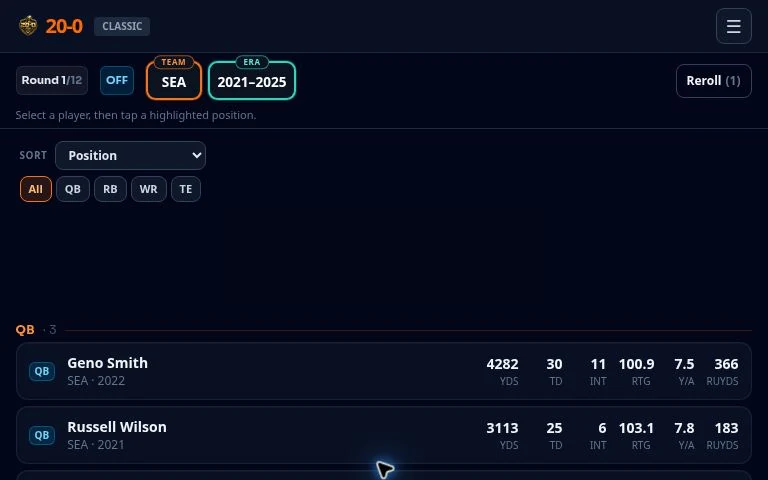 20-0 CLASSIC ☰
TEAM ERA
Round 1/12 OFF SEA 2021–2025 Reroll (1)
Select a player, then tap a highlighted position.
SORT Position
All QB RB WR TE
QB · 3
QB Geno Smith 4282 30 11 100.9 7.5 366
SEA · 2022 YDS TD INT RTG Y/A RUYDS
QB Russell Wilson 3113 25 6 103.1 7.8 183
SEA · 2021 YDS TD INT RTG Y/A RUYDS